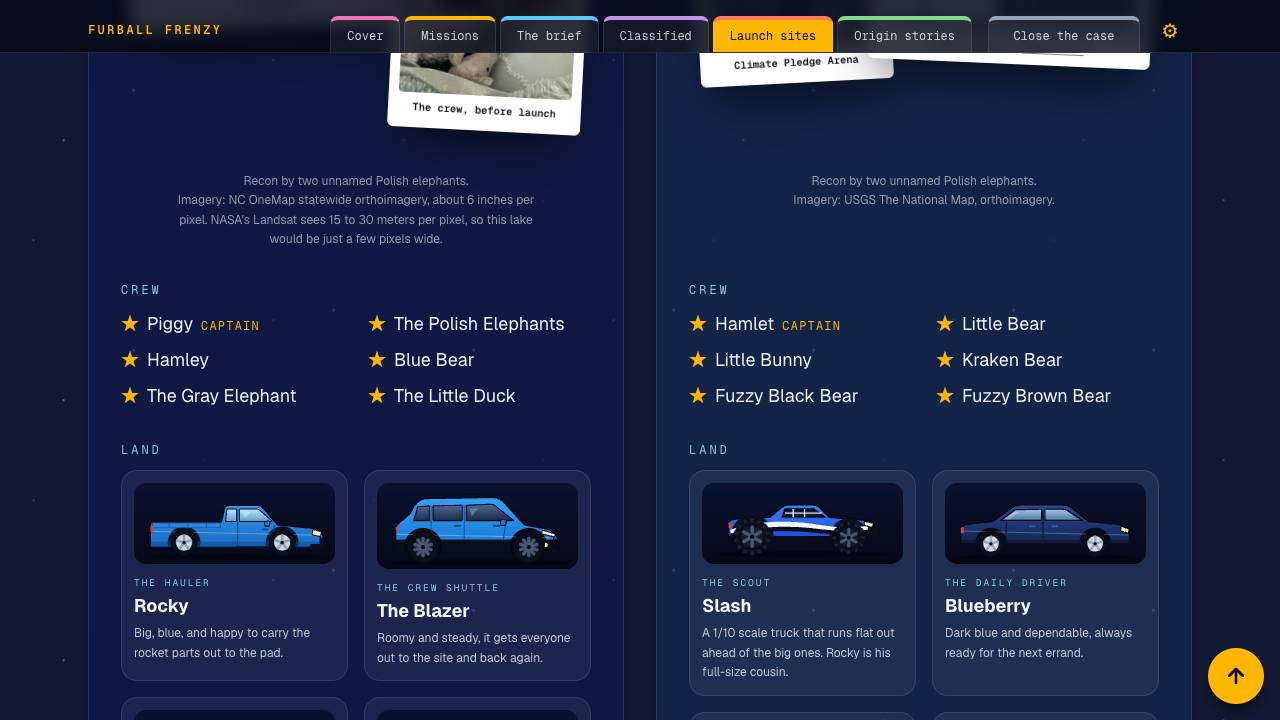 FURBALL FRENZY
Cover
Missions
The brief
Classified
Launch sites
Origin stories
Close the case
The crew, before launch
Recon by two unnamed Polish elephants.
Imagery: NC OneMap statewide orthoimagery, about 6 inches per
pixel. NASA's Landsat sees 15 to 30 meters per pixel, so this lake
would be just a few pixels wide.
CREW
Piggy CAPTAIN
The Polish Elephants
Hamley
Blue Bear
The Gray Elephant
The Little Duck
LAND
THE HAULER
Rocky
Big, blue, and happy to carry the
rocket parts out to the pad.
THE CREW SHUTTLE
The Blazer
Roomy and steady, it gets everyone
out to the site and back again.
Climate Pledge Arena
Recon by two unnamed Polish elephants.
Imagery: USGS The National Map, orthoimagery.
CREW
Hamlet CAPTAIN
Little Bear
Little Bunny
Kraken Bear
Fuzzy Black Bear
Fuzzy Brown Bear
LAND
THE SCOUT
Slash
A 1/10 scale truck that runs flat out
ahead of the big ones. Rocky is his
full-size cousin.
THE DAILY DRIVER
Blueberry
Dark blue and dependable, always
ready for the next errand.